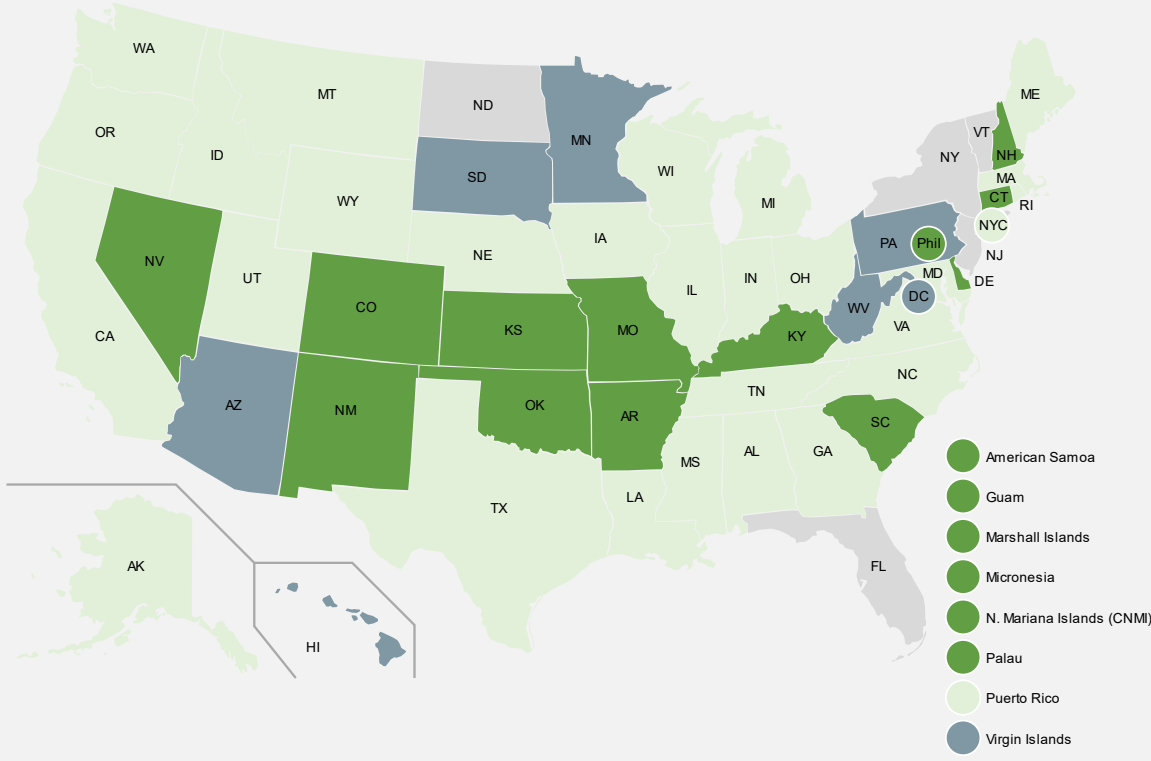 WA
MT
ND
ME
OR
ID
MN
VT
NH
NY
WI
MA
SD
CT
RI
WY
MI
NYC
IA
PA
Phil
NJ
NV
NE
UT
IL
IN
OH
MD
DE
DC
CO
WV
VA
CA
KS
MO
KY
NC
TN
AZ
NM
OK
AR
SC
MS
AL
GA
TX
LA
American Samoa
Guam
Marshall Islands
AK
FL
Micronesia
N. Mariana Islands (CNMI)
HI
Palau
Puerto Rico
Virgin Islands